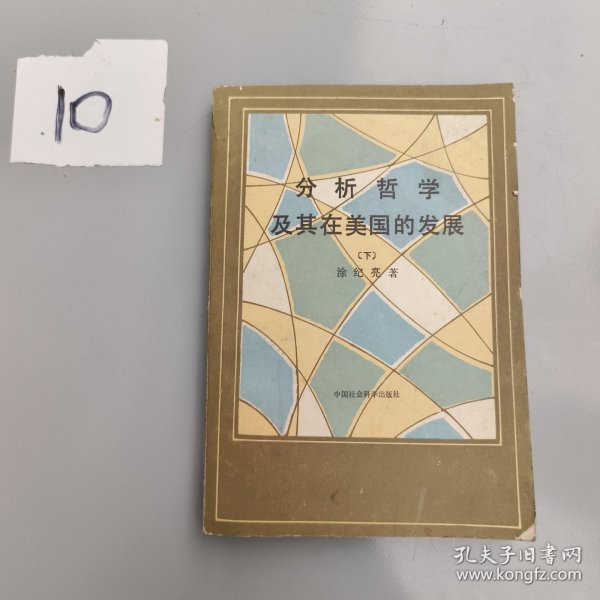 10
分析哲学
及其在美国的发展
〔下〕
涂纪亮著
中国社会科学出版社
孔夫子旧书网
www.kongfz.com